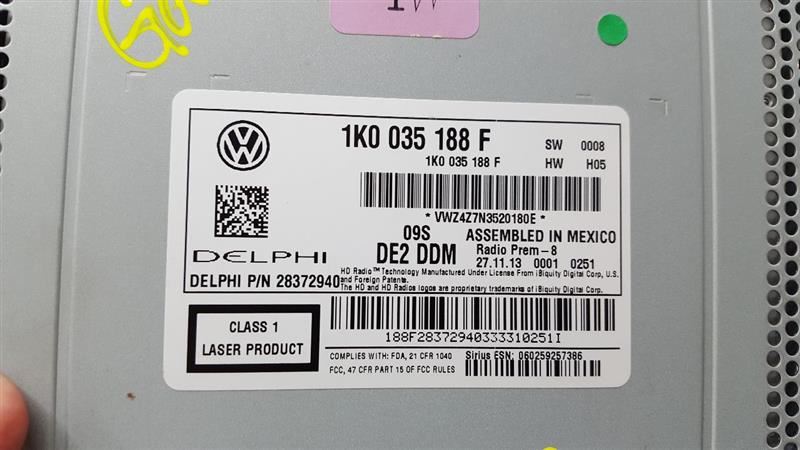 1W
VW
1K0 035 188 F SW 0008
1K0 035 188 F HW H05
* VWZ4Z7N3520180E *
09S ASSEMBLED IN MEXICO
DELPHI DE2 DDM Radio Prem-8
27.11.13 0001 0251
DELPHI P/N 28372940
HD Radio™ Technology Manufactured Under License From iBiquity Digital Corp, U.S. and Foreign Patents.
The HD and HD Radios logos are proprietary trademarks of iBiquity Digital Corp.
CLASS 1
LASER PRODUCT
188F28372940333310251I
COMPLIES WITH: FDA, 21 CFR 1040
FCC, 47 CFR PART 15 OF FCC RULES
Sirius ESN: 060259257386